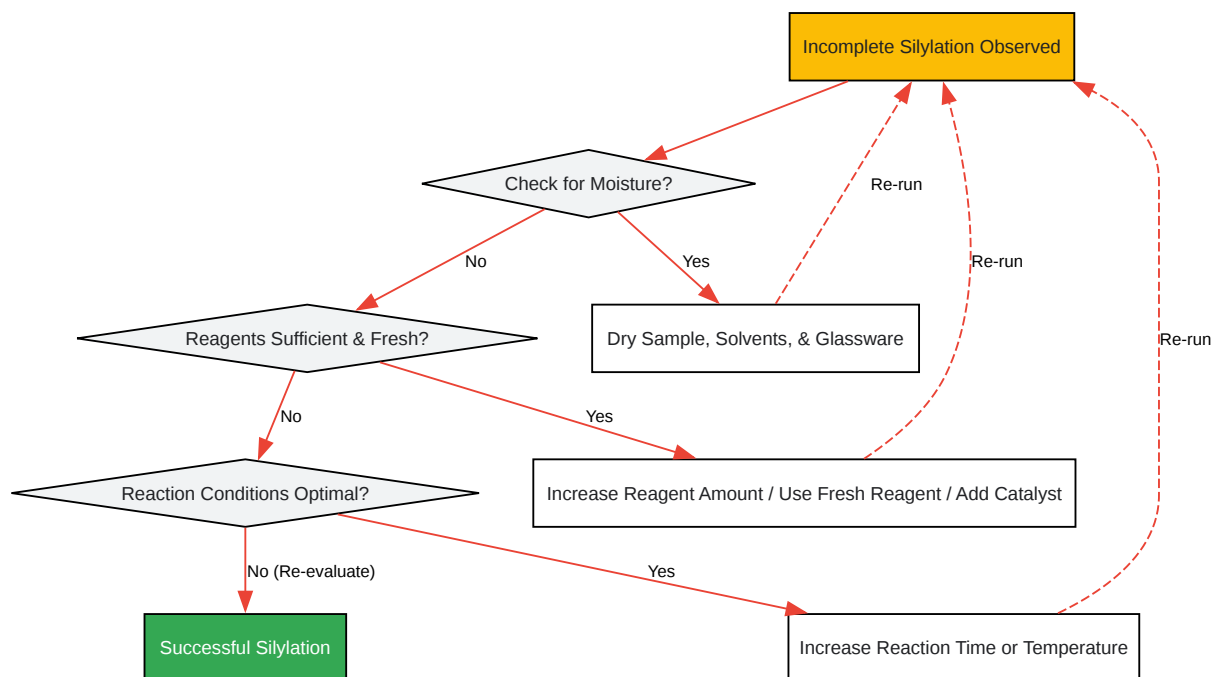 Incomplete Silylation Observed
Check for Moisture?
Re-run
No
Yes
Re-run
Reagents Sufficient & Fresh?
Dry Sample, Solvents, & Glassware
Re-run
No
Yes
Reaction Conditions Optimal?
Increase Reagent Amount / Use Fresh Reagent / Add Catalyst
No (Re-evaluate)
Yes
Successful Silylation
Increase Reaction Time or Temperature